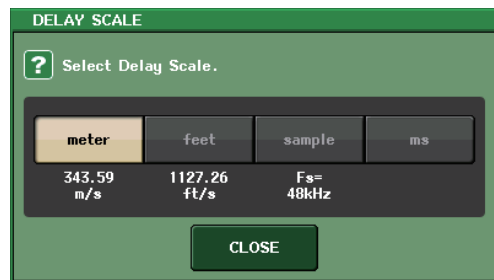 DELAY SCALE
? Select Delay Scale.
meter feet sample ms
343.59 1127.26 Fs=
m/s ft/s 48kHz
CLOSE